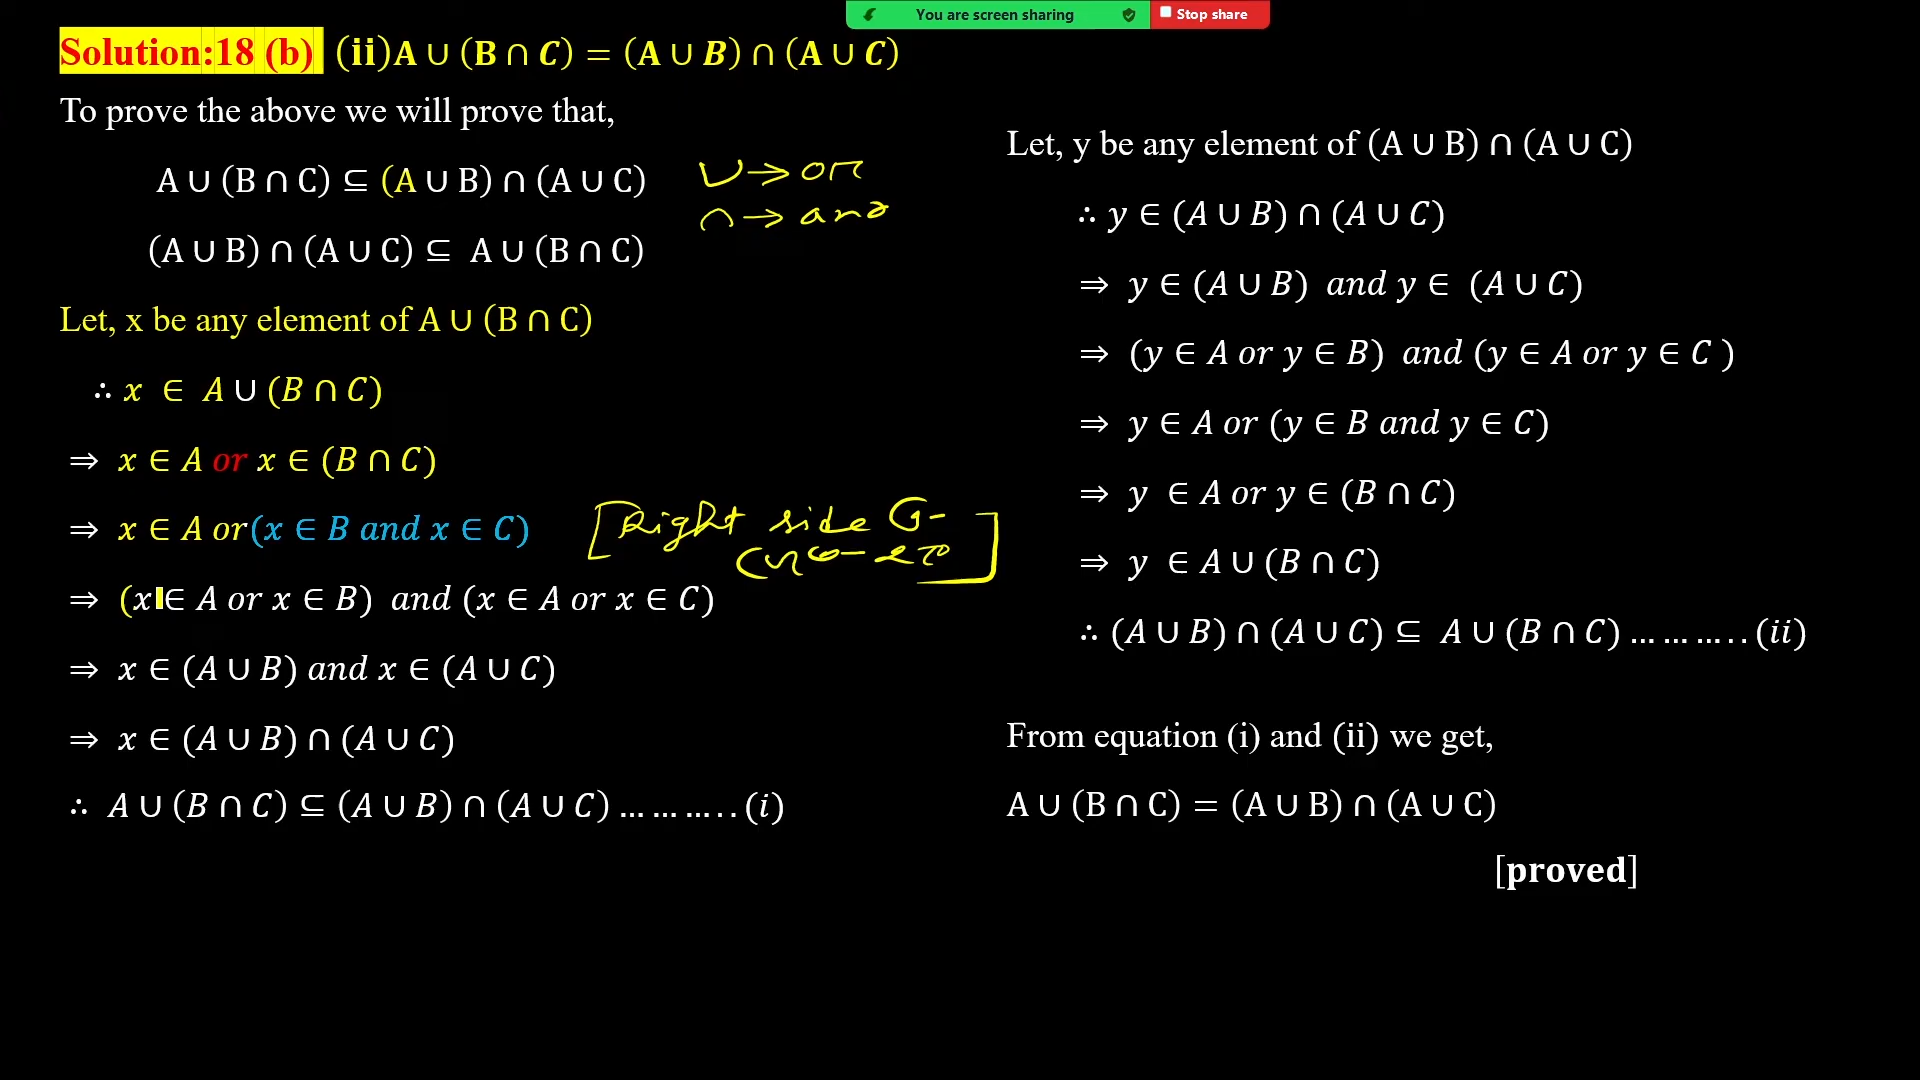 You are screen sharing Stop share
Solution:18 (b) (ii)A ∪ (B ∩ C) = (A ∪ B) ∩ (A ∪ C)
To prove the above we will prove that,
A ∪ (B ∩ C) ⊆ (A ∪ B) ∩ (A ∪ C)
∪ → or
∩ → and
(A ∪ B) ∩ (A ∪ C) ⊆ A ∪ (B ∩ C)
Let, x be any element of A ∪ (B ∩ C)
∴ x ∈ A ∪ (B ∩ C)
⇒ x ∈ A or x ∈ (B ∩ C)
⇒ x ∈ A or(x ∈ B and x ∈ C)
[Right side
⇒ (x ∈ A or x ∈ B) and (x ∈ A or x ∈ C)
⇒ x ∈ (A ∪ B) and x ∈ (A ∪ C)
⇒ x ∈ (A ∪ B) ∩ (A ∪ C)
∴ A ∪ (B ∩ C) ⊆ (A ∪ B) ∩ (A ∪ C) … … … . . (i)
Let, y be any element of (A ∪ B) ∩ (A ∪ C)
∴ y ∈ (A ∪ B) ∩ (A ∪ C)
⇒ y ∈ (A ∪ B) and y ∈ (A ∪ C)
⇒ (y ∈ A or y ∈ B) and (y ∈ A or y ∈ C )
⇒ y ∈ A or (y ∈ B and y ∈ C)
⇒ y ∈ A or y ∈ (B ∩ C)
⇒ y ∈ A ∪ (B ∩ C)
∴ (A ∪ B) ∩ (A ∪ C) ⊆ A ∪ (B ∩ C) … … … . . (ii)
From equation (i) and (ii) we get,
A ∪ (B ∩ C) = (A ∪ B) ∩ (A ∪ C)
[proved]